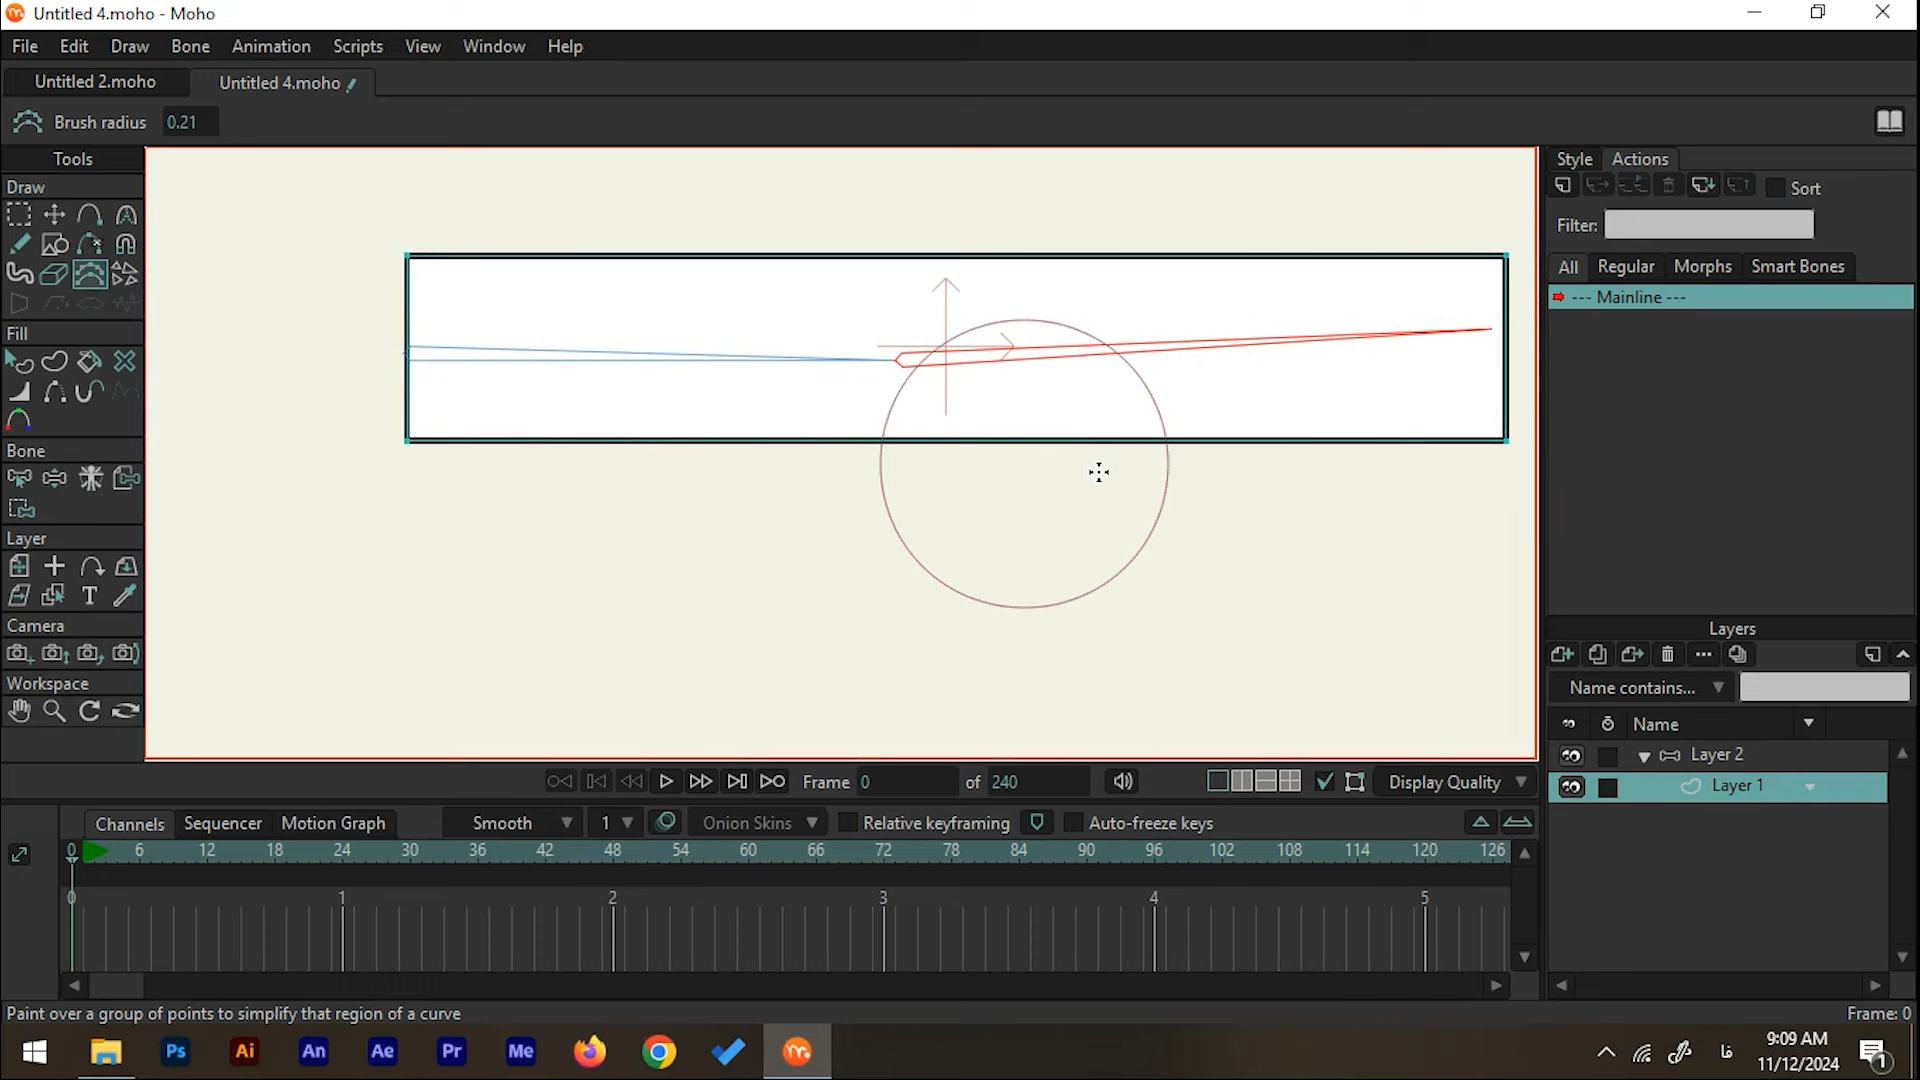 Untitled 4.moho - Moho
File Edit Draw Bone Animation Scripts View Window Help
Untitled 2.moho Untitled 4.moho
Brush radius 0.21
Tools
Draw
Fill
Bone
Layer
Camera
Workspace
Style Actions
Sort
Filter:
All Regular Morphs Smart Bones
--- Mainline ---
Layers
Name contains...
Name
Layer 2
Layer 1
Frame 0 of 240 Display Quality
Channels Sequencer Motion Graph Smooth 1 Onion Skins Relative keyframing Auto-freeze keys
0 6 12 18 24 30 36 42 48 54 60 66 72 78 84 90 96 102 108 114 120 126
0 1 2 3 4 5
Paint over a group of points to simplify that region of a curve Frame: 0
Ps Ai An Ae Pr Me
فا
9:09 AM
11/12/2024
1